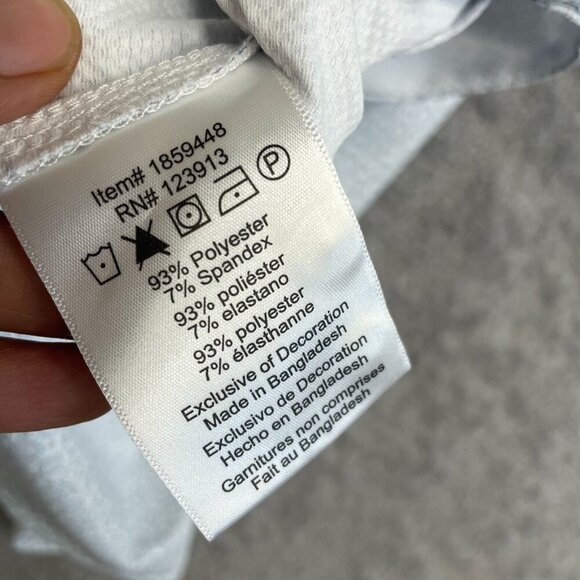 Item# 1859448
RN# 123913
P
93% Polyester
7% Spandex
93% poliéster
7% elastano
93% polyester
7% élasthanne
Exclusive of Decoration
Made in Bangladesh
Exclusivo de Decoration
Hecho en Bangladesh
Garnitures non comprises
Fait au Bangladesh